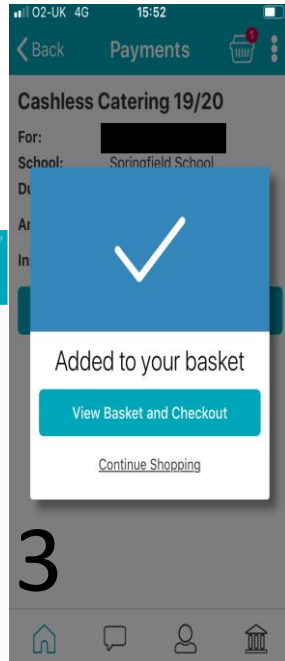 O2-UK 4G 15:52
Back Payments 1
Cashless Catering 19/20
For:
School: Springfield School
Added to your basket
View Basket and Checkout
Continue Shopping
3